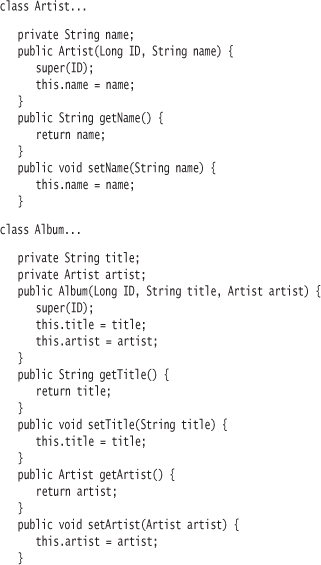 class Artist...
private String name;
public Artist(Long ID, String name) {
super(ID);
this.name = name;
}
public String getName() {
return name;
}
public void setName(String name) {
this.name = name;
}
class Album...
private String title;
private Artist artist;
public Album(Long ID, String title, Artist artist) {
super(ID);
this.title = title;
this.artist = artist;
}
public String getTitle() {
return title;
}
public void setTitle(String title) {
this.title = title;
}
public Artist getArtist() {
return artist;
}
public void setArtist(Artist artist) {
this.artist = artist;
}